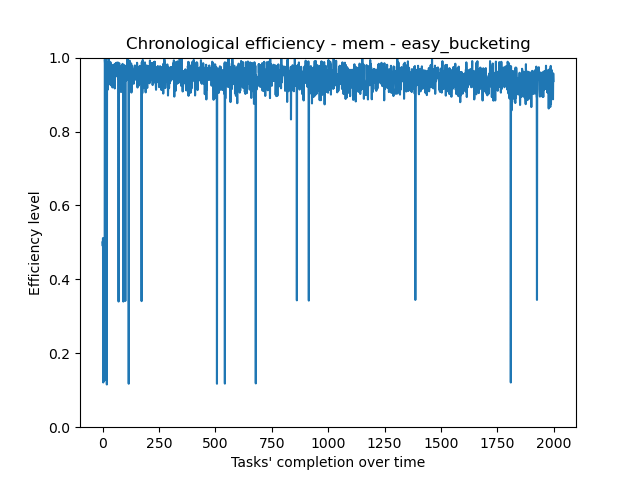 Chronological efficiency - mem - easy_bucketing
1.0
0.8
0.6
0.4
0.2
0.0
Efficiency level
0 250 500 750 1000 1250 1500 1750 2000
Tasks' completion over time